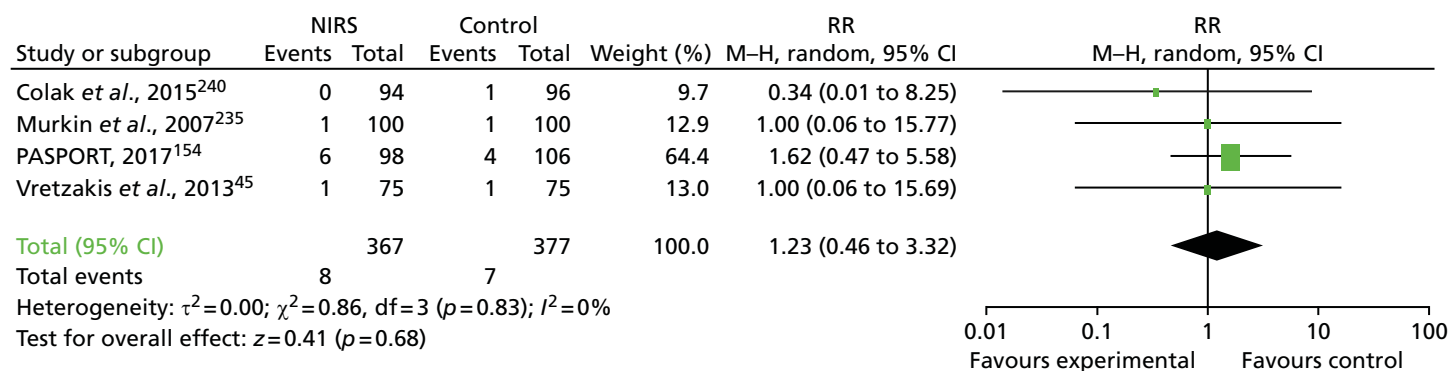 NIRS Control RR RR
Study or subgroup Events Total Events Total Weight (%) M–H, random, 95% CI M–H, random, 95% CI
Colak et al., 2015²⁴⁰ 0 94 1 96 9.7 0.34 (0.01 to 8.25)
Murkin et al., 2007²³⁵ 1 100 1 100 12.9 1.00 (0.06 to 15.77)
PASPORT, 2017¹⁵⁴ 6 98 4 106 64.4 1.62 (0.47 to 5.58)
Vretzakis et al., 2013⁴⁵ 1 75 1 75 13.0 1.00 (0.06 to 15.69)
Total (95% CI) 367 377 100.0 1.23 (0.46 to 3.32)
Total events 8 7
Heterogeneity: τ²=0.00; χ²=0.86, df=3 (p=0.83); I²=0%
Test for overall effect: z=0.41 (p=0.68)
0.01 0.1 1 10 100
Favours experimental Favours control